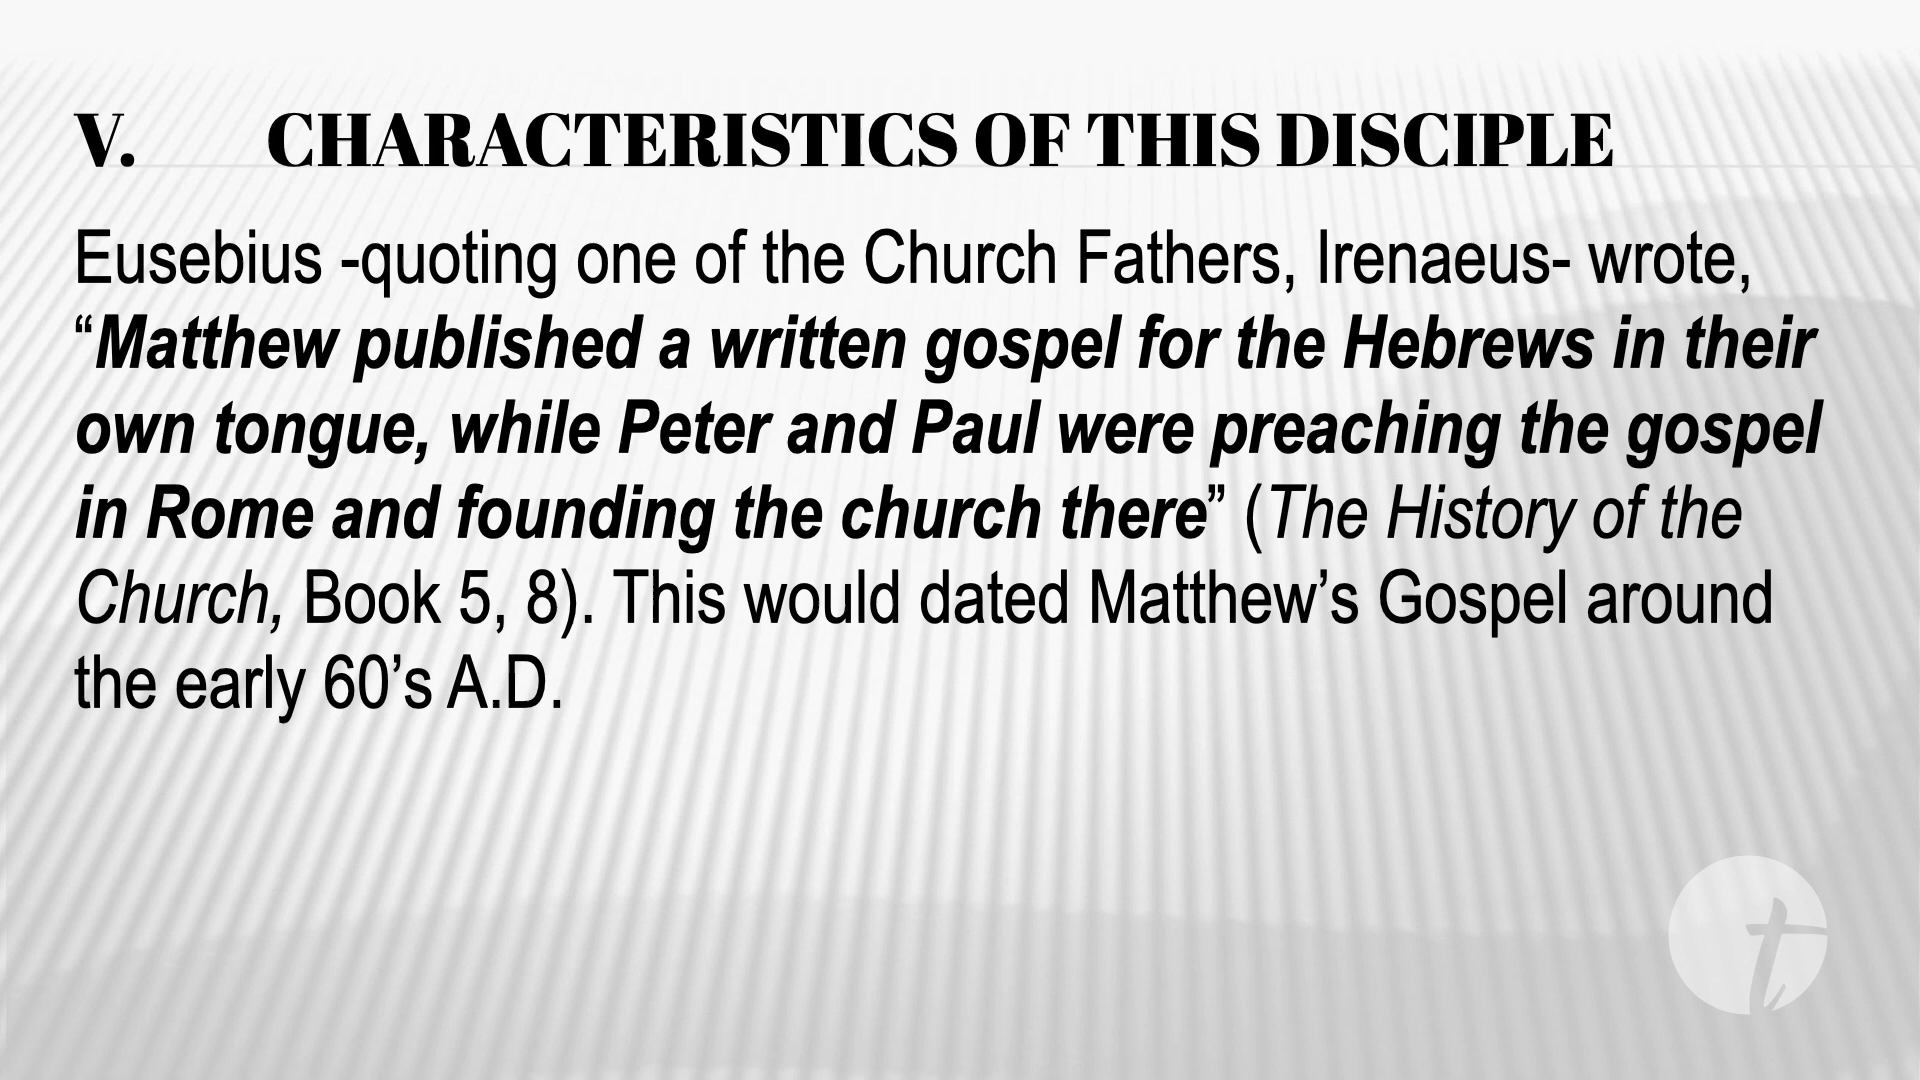 V. CHARACTERISTICS OF THIS DISCIPLE
Eusebius -quoting one of the Church Fathers, Irenaeus- wrote,
“Matthew published a written gospel for the Hebrews in their
own tongue, while Peter and Paul were preaching the gospel
in Rome and founding the church there” (The History of the
Church, Book 5, 8). This would dated Matthew’s Gospel around
the early 60’s A.D.